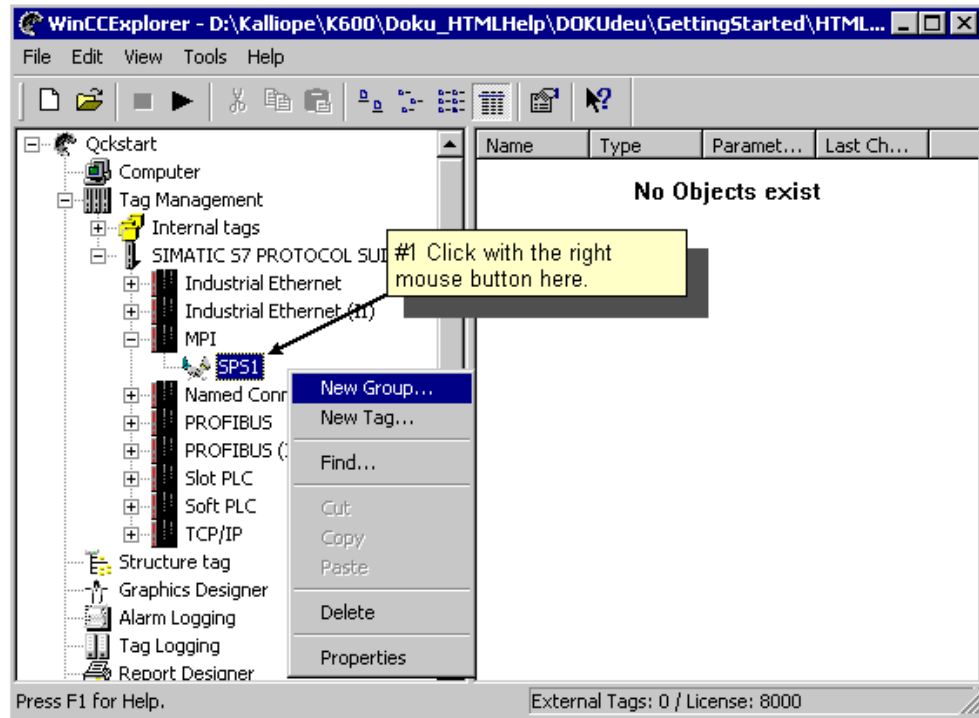 WinCCExplorer - D:\Kalliope\K600\Doku_HTMLHelp\DOKUdeu\GettingStarted\HTML...
File Edit View Tools Help
Qckstart
Computer
Tag Management
Internal tags
SIMATIC S7 PROTOCOL SUI
Industrial Ethernet
Industrial Ethernet (II)
MPI
SPS1
Named Conn
PROFIBUS
PROFIBUS (I
Slot PLC
Soft PLC
TCP/IP
Structure tag
Graphics Designer
Alarm Logging
Tag Logging
Report Designer
Name Type Paramet... Last Ch...
No Objects exist
#1 Click with the right
mouse button here.
New Group...
New Tag...
Find...
Cut
Copy
Paste
Delete
Properties
Press F1 for Help.
External Tags: 0 / License: 8000